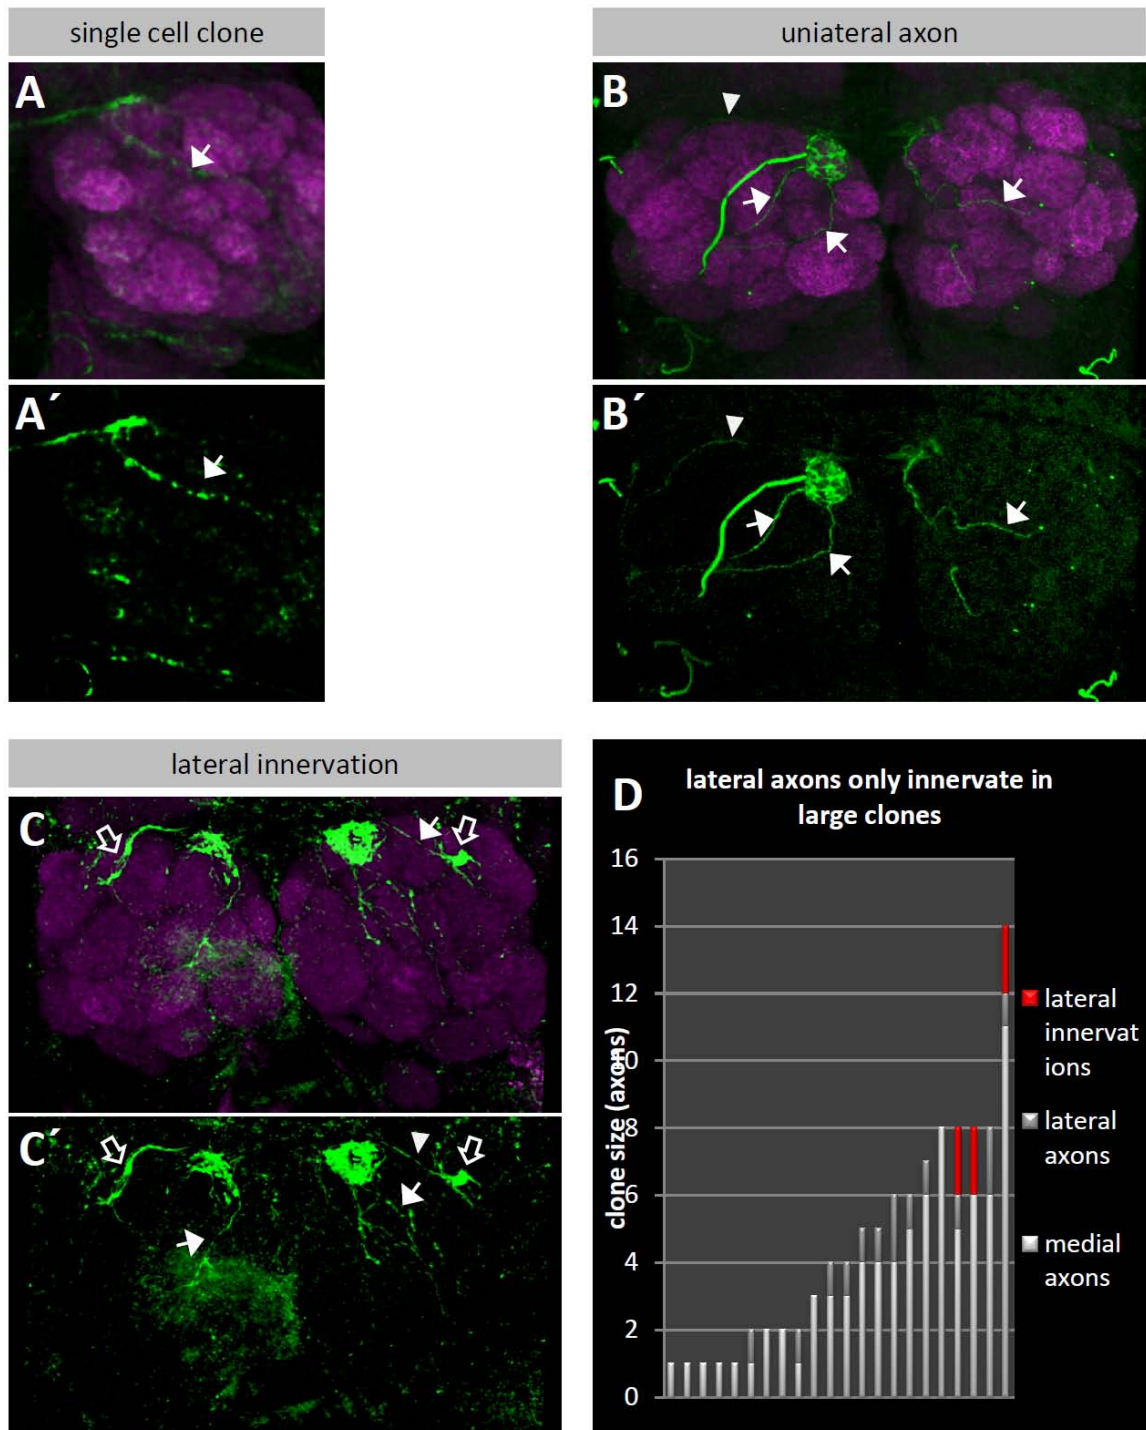 single cell clone
uniateral axon
A
B
A´
B´
lateral innervation
C
C´
D
lateral axons only innervate in
large clones
16
14
12
10
8
6
4
2
0
clone size (axons)
lateral
innervat
ions
lateral
axons
medial
axons